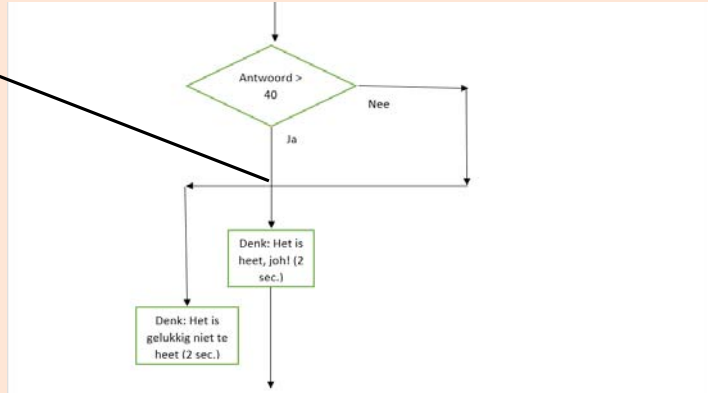 Antwoord >
40
Nee
Ja
Denk: Het is
heet, joh! (2
sec.)
Denk: Het is
gelukkig niet te
heet (2 sec.)